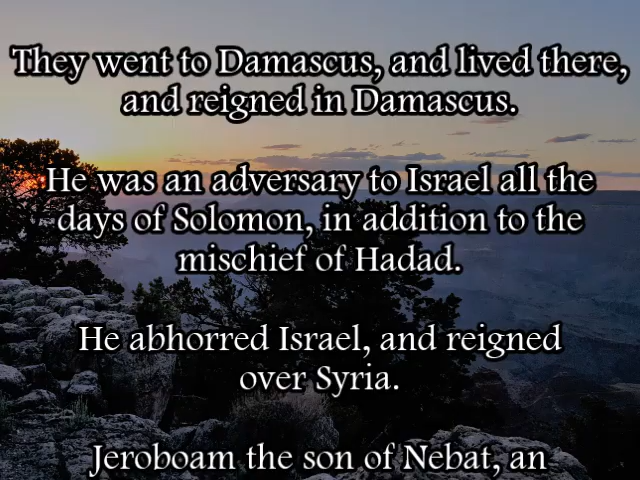 They went to Damascus, and lived there,
and reigned in Damascus.
He was an adversary to Israel all the
days of Solomon, in addition to the
mischief of Hadad.
He abhorred Israel, and reigned
over Syria.
Jeroboam the son of Nebat, an